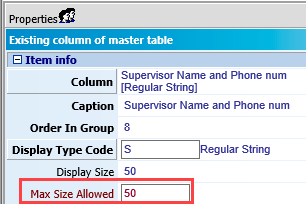 Properties
Existing column of master table
Item info
Column Supervisor Name and Phone num
[Regular String]
Caption Supervisor Name and Phone num
Order In Group 8
Display Type Code S Regular String
Display Size 50
Max Size Allowed 50